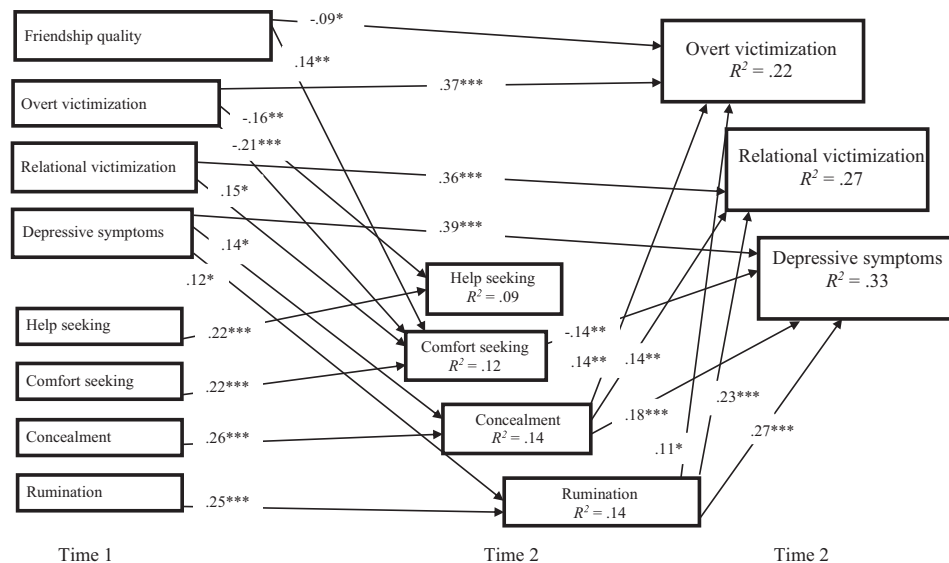 Friendship quality
-.09*
.14**
Overt victimization
R² = .22
Overt victimization
.37***
-.16**
-.21***
Relational victimization
.36***
.15*
Relational victimization
R² = .27
Depressive symptoms
.39***
.14*
.12*
Depressive symptoms
R² = .33
Help seeking
R² = .09
Help seeking
.22***
Comfort seeking
R² = .12
-.14**
.14**
.14**
Comfort seeking
.22***
.23***
Concealment
R² = .14
.18***
Concealment
.26***
.11*
.27***
Rumination
.25***
Rumination
R² = .14
Time 1
Time 2
Time 2